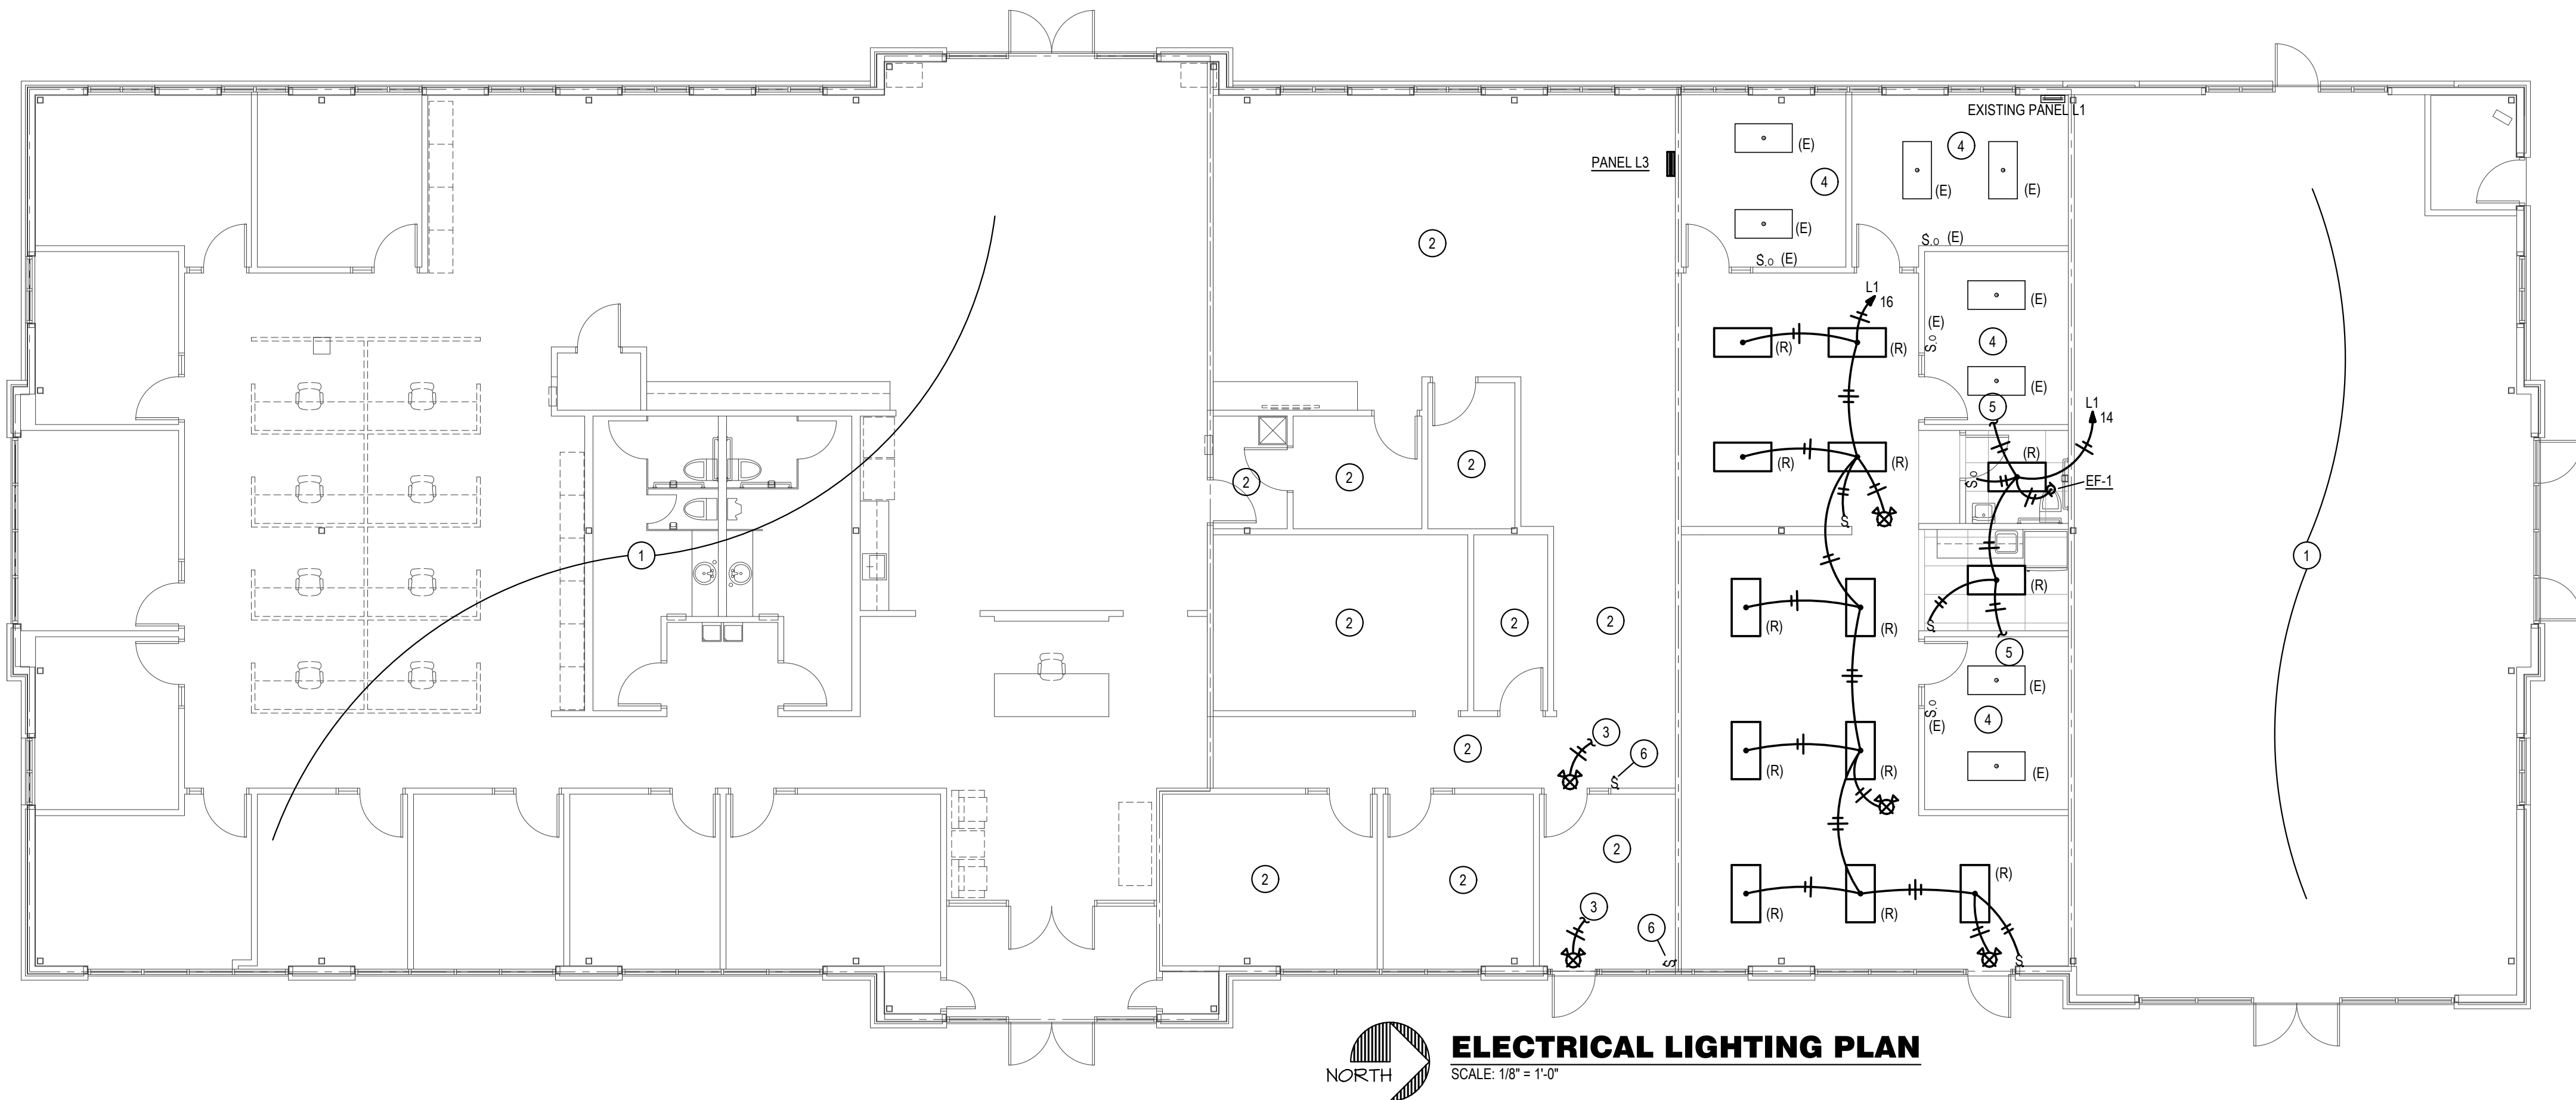 EXISTING PANEL L1
PANEL L3
(E)
4
4
(E)
(E)
(E)
2
S.o (E)
S.o (E)
L1
16
(E)
(E)
S.o
4
(R)
(R)
(E)
5
L1
14
(R)
(R)
(R)
2
2
2
S.o
EF-1
S
1
1
(R)
S
2
2
2
(R)
(R)
5
(E)
S.o
(E)
4
3
2
6
S
(R)
(R)
(E)
2
2
2
(R)
3
6
(R)
(R)
S
S
ELECTRICAL LIGHTING PLAN
NORTH
SCALE: 1/8" = 1'-0"